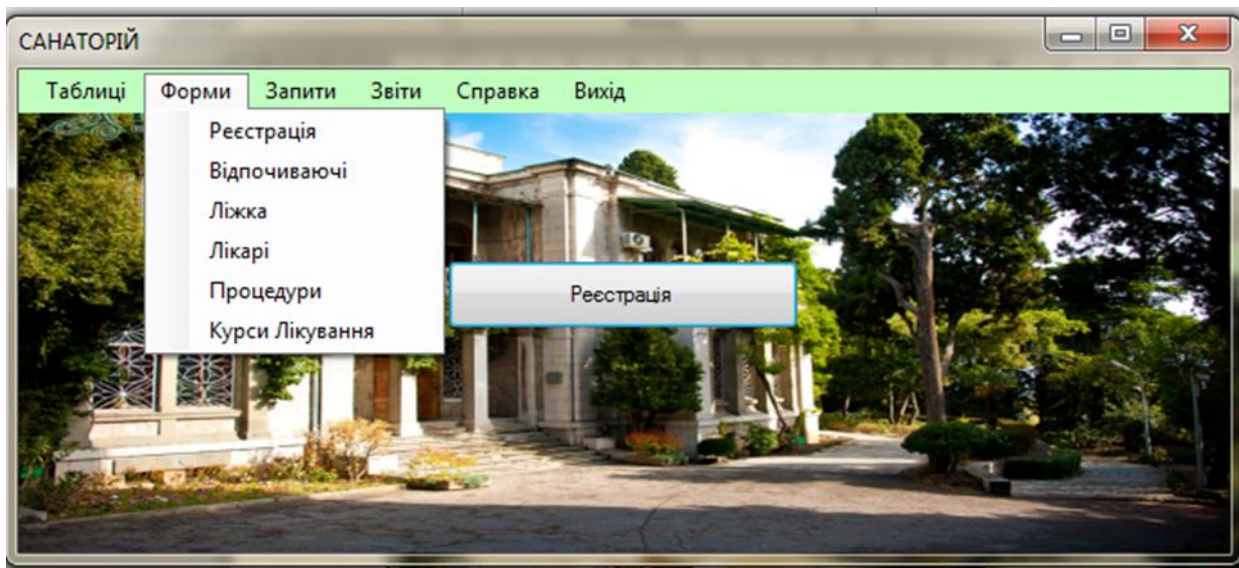 САНАТОРІЙ
Таблиці Форми Запити Звіти Справка Вихід
Реєстрація
Відпочиваючі
Ліжка
Лікарі
Процедури
Курси Лікування
Реєстрація